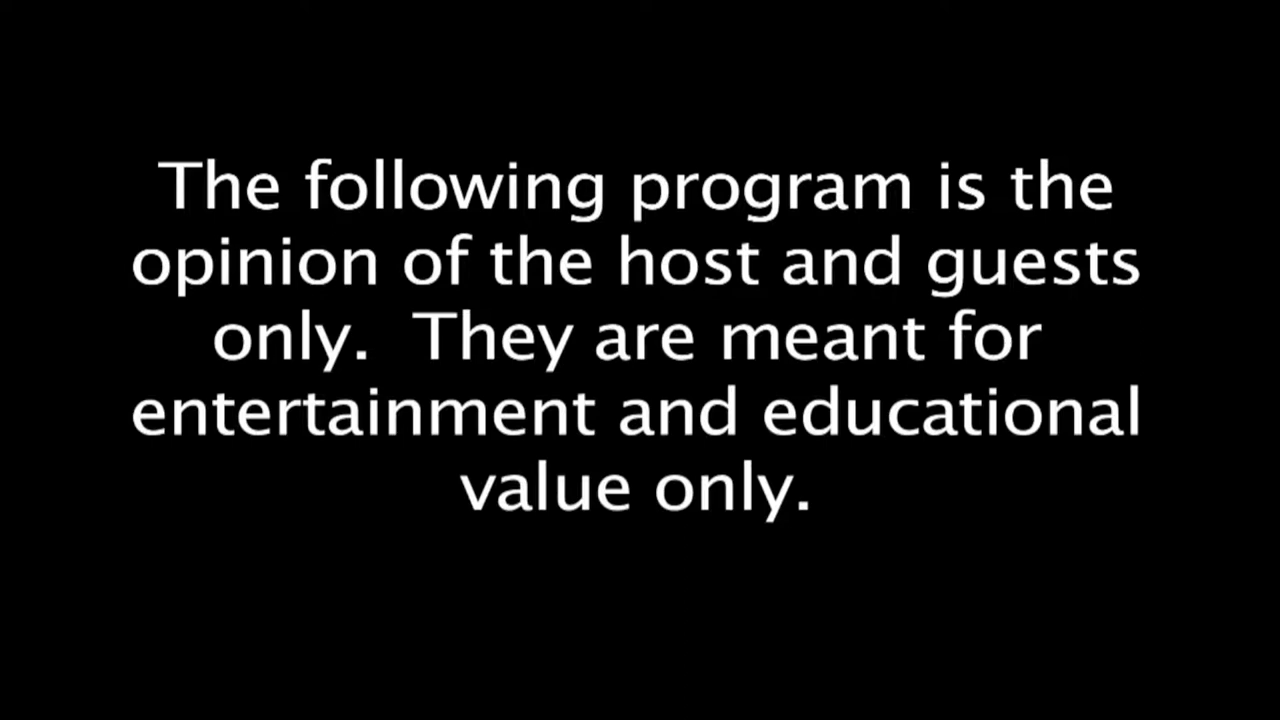 The following program is the
opinion of the host and guests
only.  They are meant for
entertainment and educational
value only.